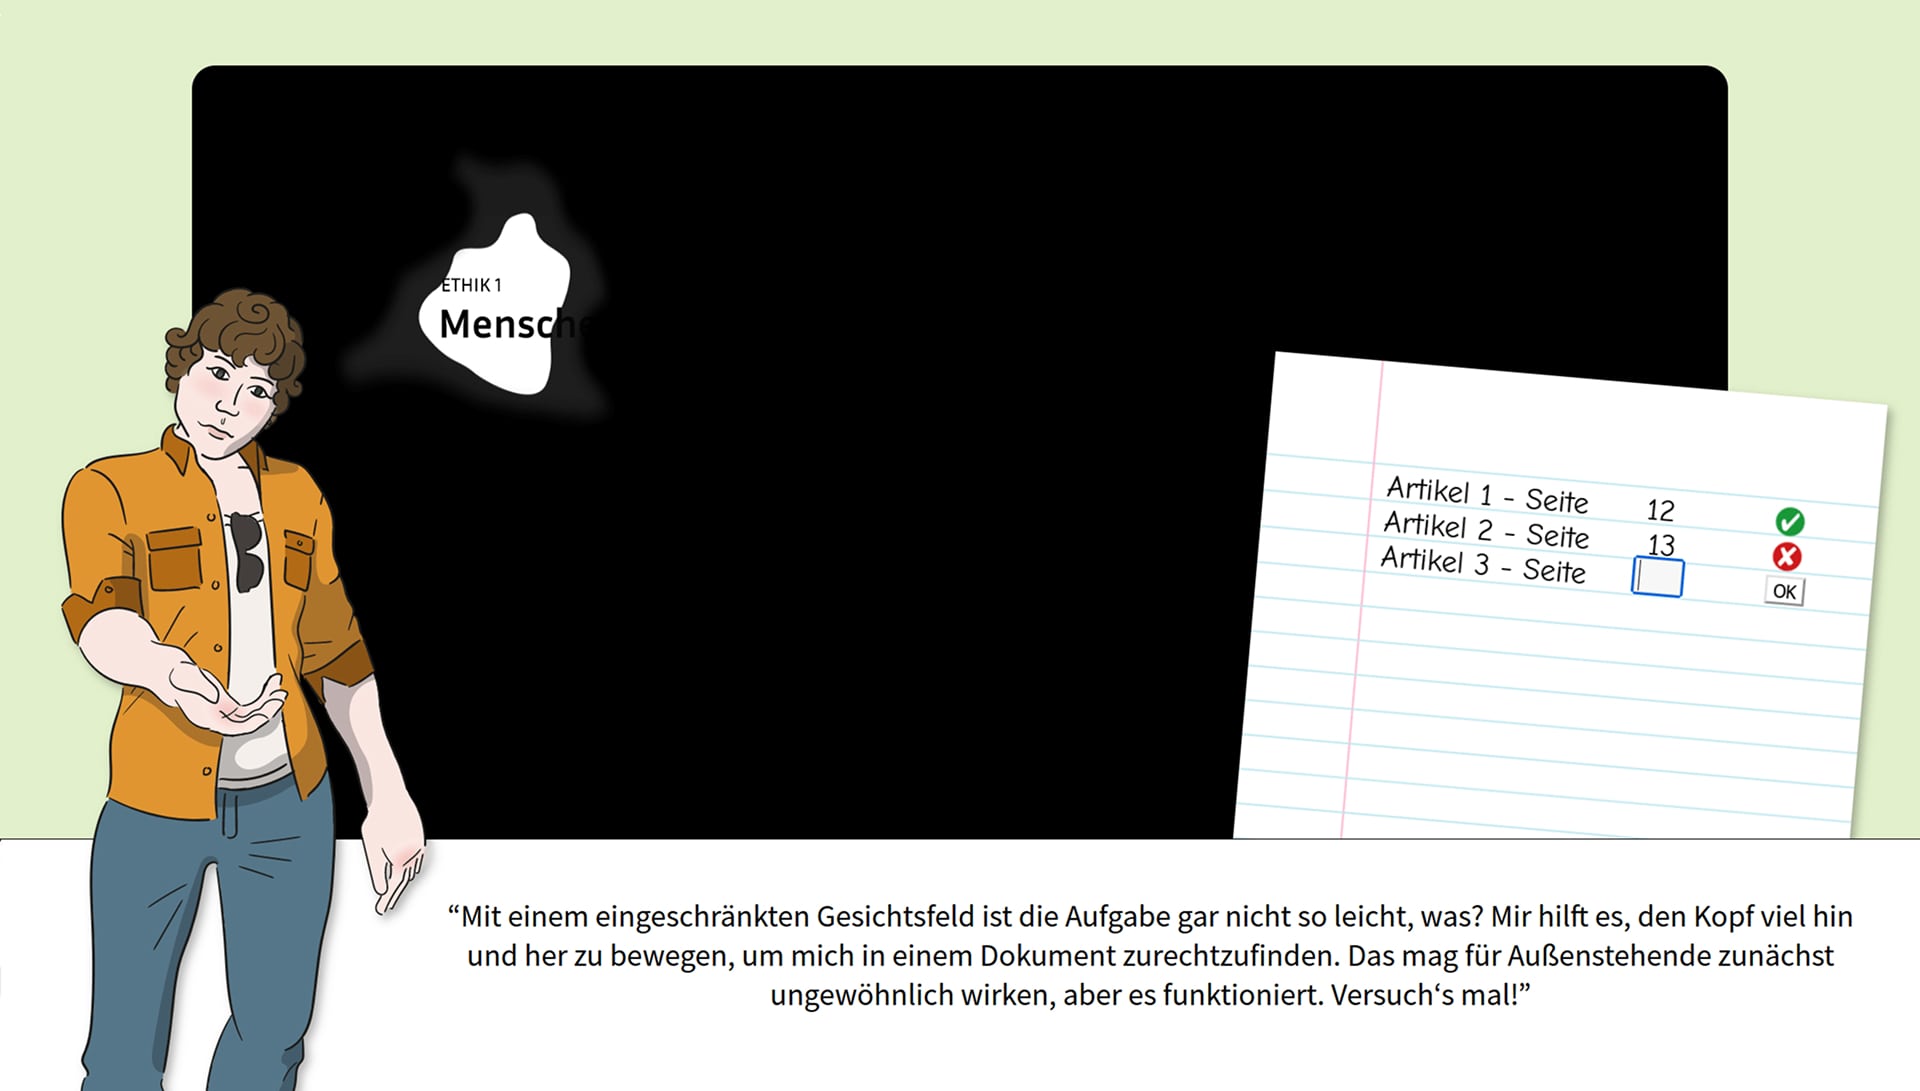 ETHIK 1
Mensche
Artikel 1 - Seite 12
Artikel 2 - Seite 13
Artikel 3 - Seite
OK
“Mit einem eingeschränkten Gesichtsfeld ist die Aufgabe gar nicht so leicht, was? Mir hilft es, den Kopf viel hin
und her zu bewegen, um mich in einem Dokument zurechtzufinden. Das mag für Außenstehende zunächst
ungewöhnlich wirken, aber es funktioniert. Versuch‘s mal!”